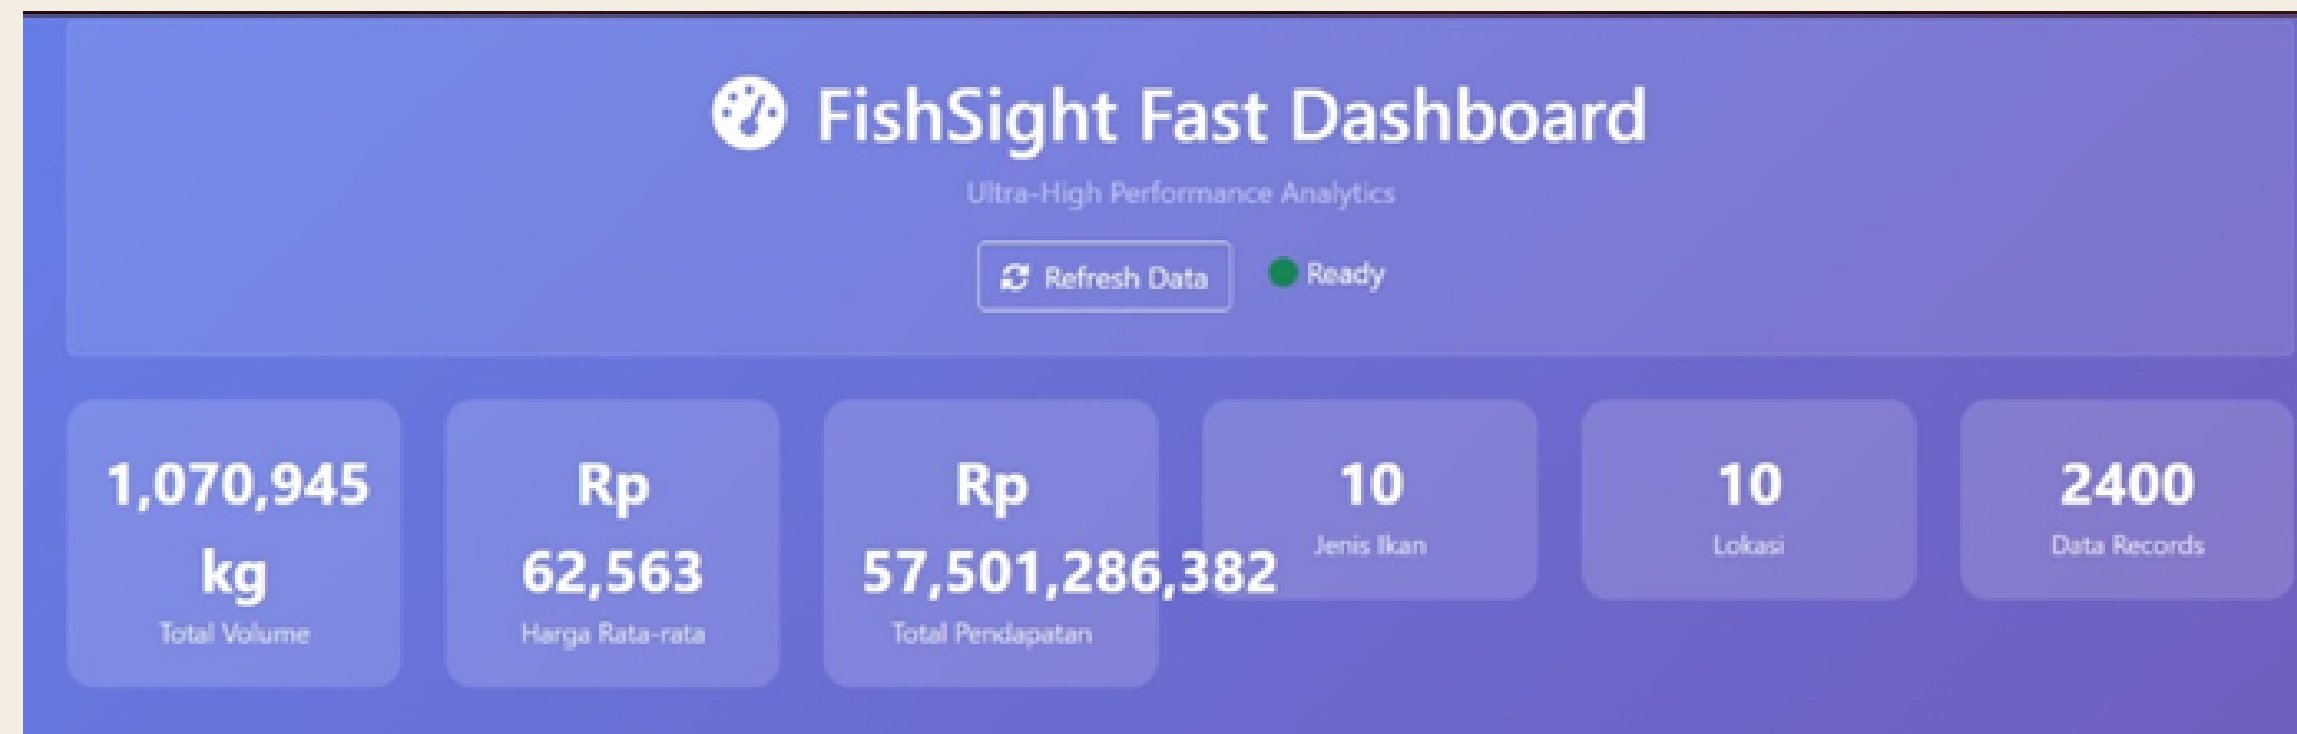 FishSight Fast Dashboard
Ultra-High Performance Analytics
Refresh Data
Ready
1,070,945
kg
Total Volume
Rp
62,563
Harga Rata-rata
Rp
57,501,286,382
Total Pendapatan
10
Jenis Ikan
10
Lokasi
2400
Data Records